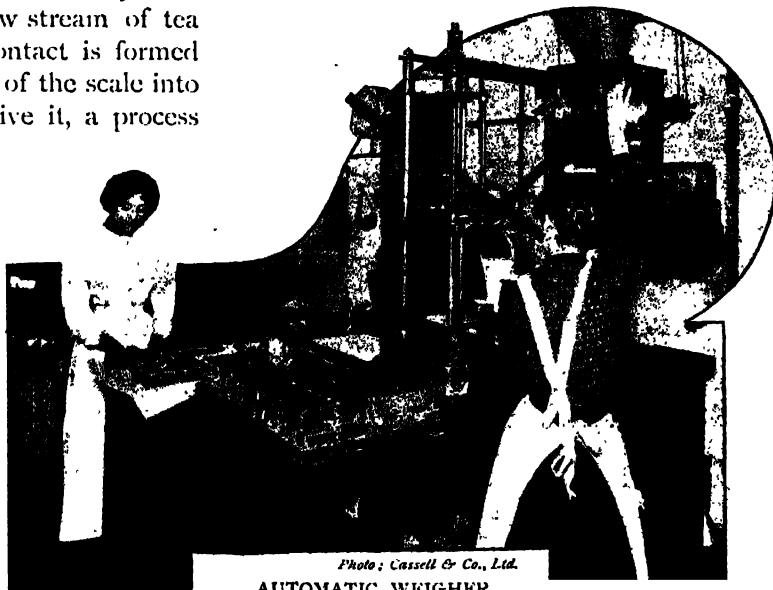 w stream of tea
ontact is formed
of the scale into
ive it, a process
Photo: Cassell & Co., Ltd.
AUTOMATIC WEIGHER